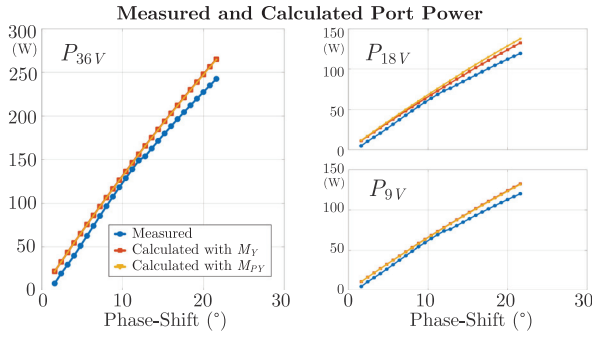 Measured and Calculated Port Power
300
(W)
250
200
150
100
50
0
P36V
Measured
Calculated with MY
Calculated with MPY
0
10
20
30
Phase-Shift (°)
150
(W)
100
50
0
P18V
150
(W)
100
50
0
P9V
0
10
20
30
Phase-Shift (°)